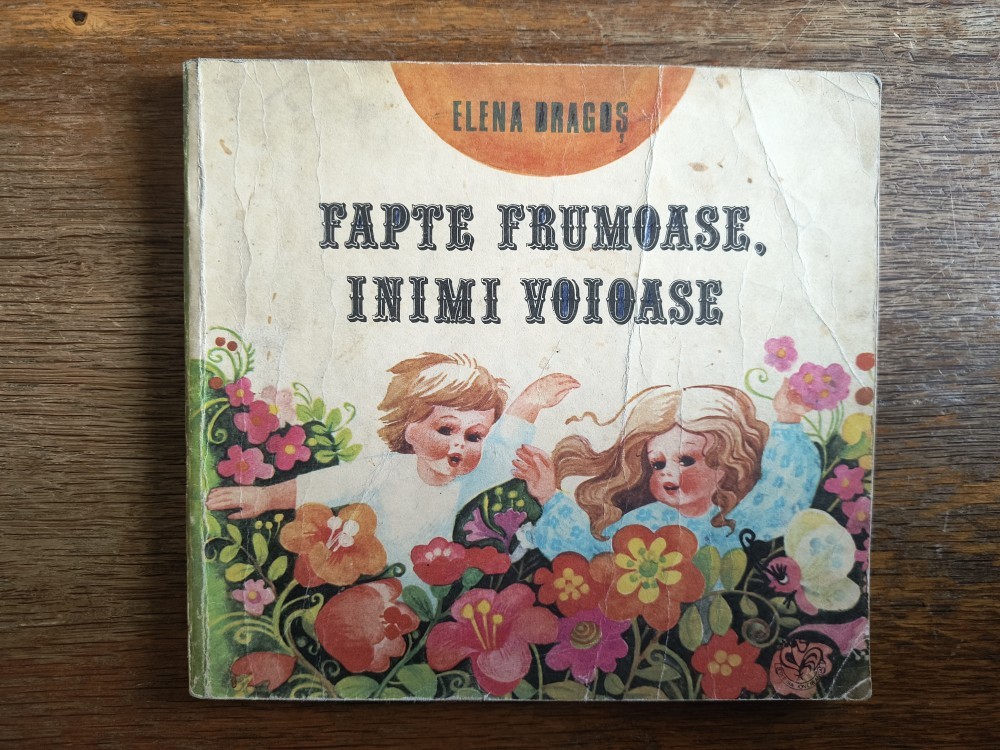 ELENA DRAGOȘ
FAPTE FRUMOASE,
INIMI VOIOASE